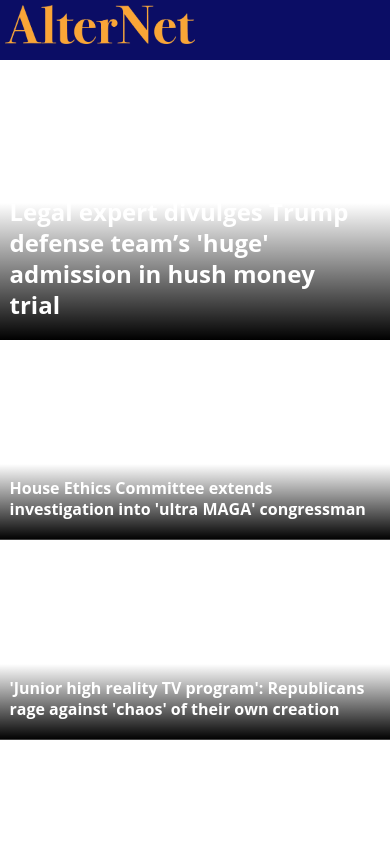 AlterNet
Legal expert divulges Trump
defense team’s 'huge'
admission in hush money
trial
House Ethics Committee extends
investigation into 'ultra MAGA' congressman
'Junior high reality TV program': Republicans
rage against 'chaos' of their own creation